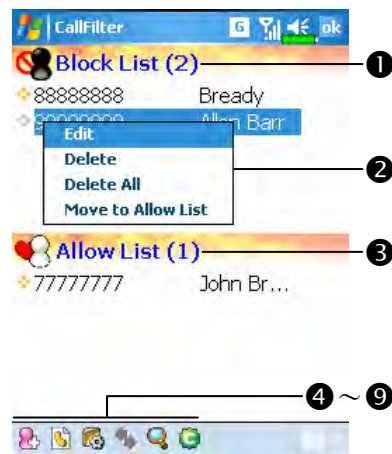 CallFilter G ok
Block List (2) ❶
88888888 Bready
Allen Barr
Edit
Delete
Delete All
Move to Allow List
❷
Allow List (1) ❸
77777777 John Br...
❹ ~ ❾